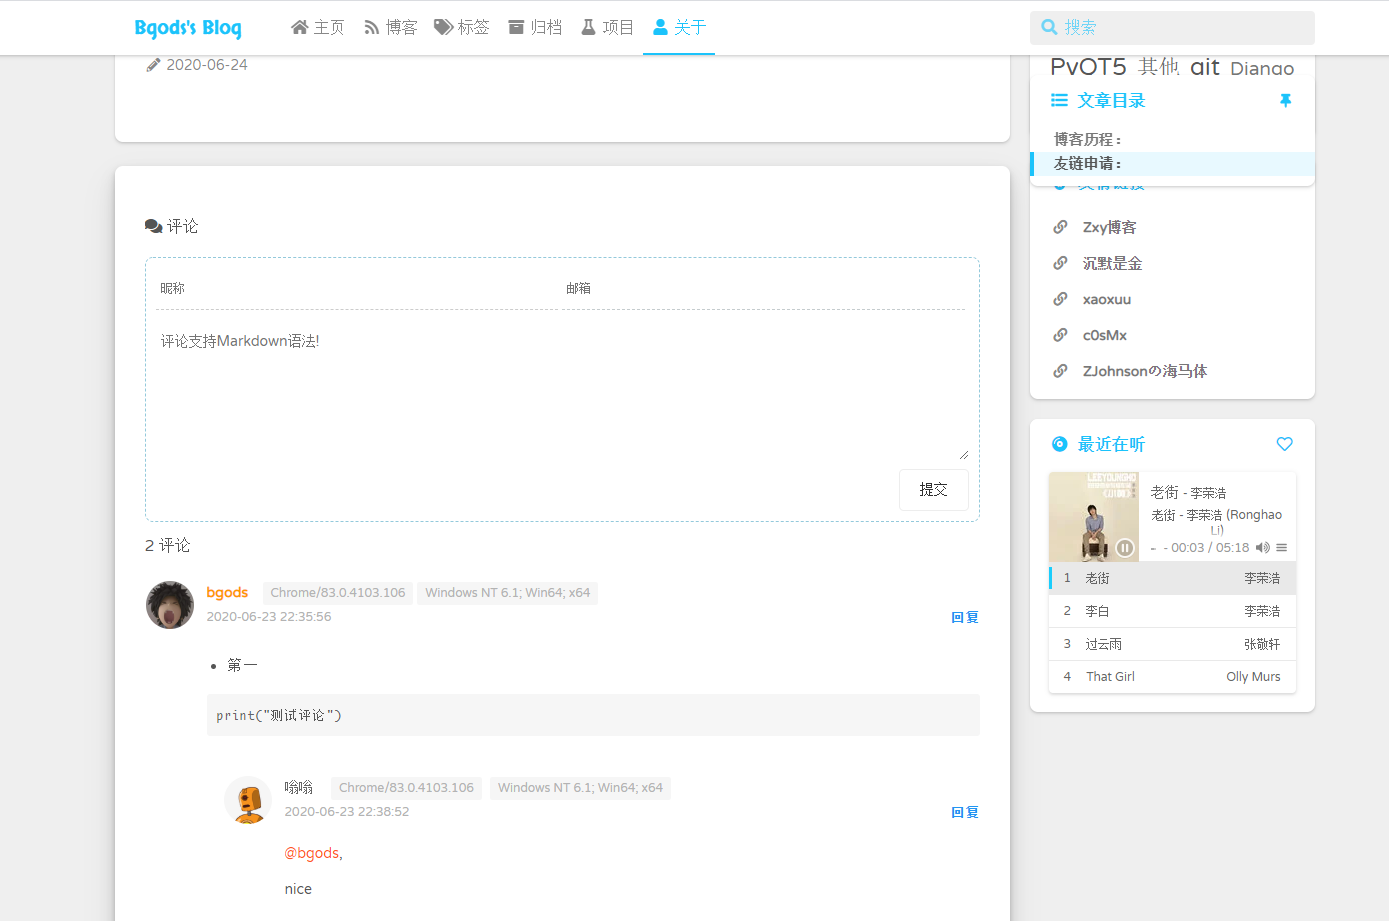 Bgods's Blog 主页 博客 标签 归档 项目 关于 搜索
2020-06-24
评论
昵称 邮箱
评论支持Markdown语法!
提交
2 评论
bgods Chrome/83.0.4103.106 Windows NT 6.1; Win64; x64
2020-06-23 22:35:56 回复
第一
print("测试评论")
嗡嗡 Chrome/83.0.4103.106 Windows NT 6.1; Win64; x64
2020-06-23 22:38:52 回复
@bgods,
nice
PyQT5 其他 git Django
文章目录
博客历程：
友链申请：
友情链接
Zxy博客
沉默是金
xaoxuu
c0sMx
ZJohnsonの海马体
最近在听
老街 - 李荣浩
老街 - 李荣浩 (Ronghao
Li)
- - 00:03 / 05:18
1 老街 李荣浩
2 李白 李荣浩
3 过云雨 张敬轩
4 That Girl Olly Murs